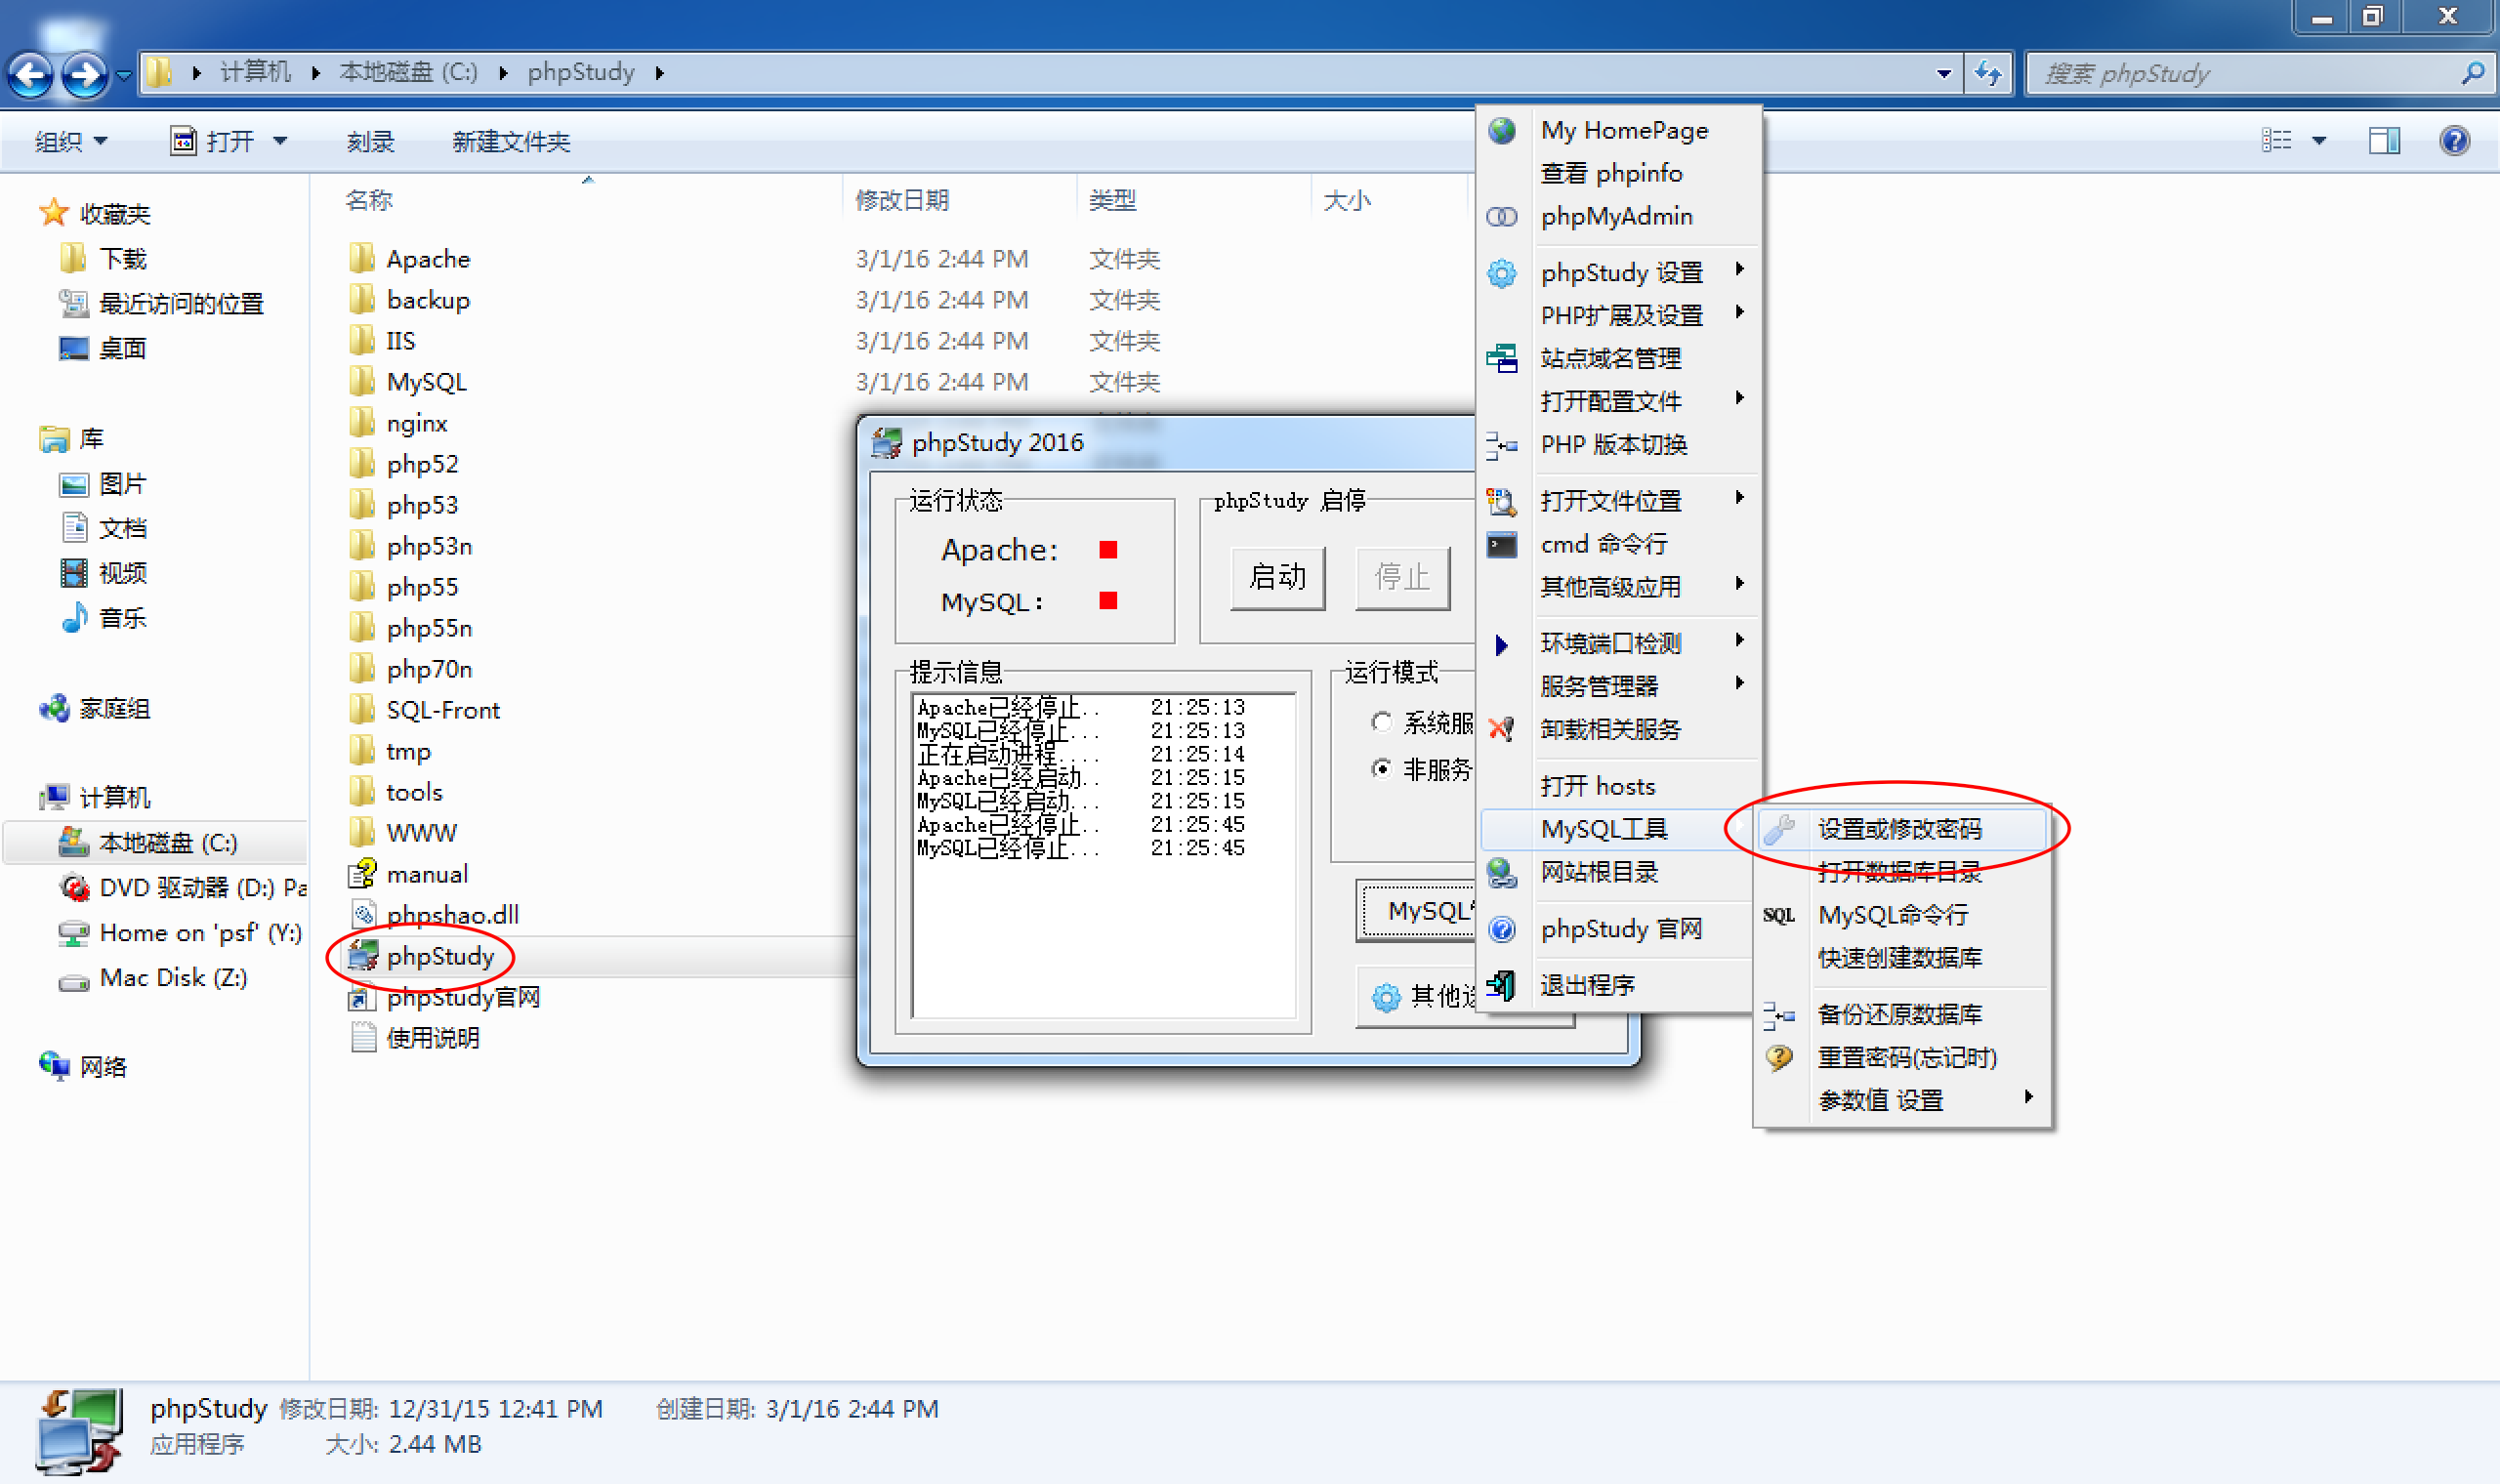 计算机 本地磁盘 (C:) phpStudy
搜索 phpStudy
组织 打开 刻录 新建文件夹
收藏夹
下载
最近访问的位置
桌面
库
图片
文档
视频
音乐
家庭组
计算机
本地磁盘 (C:)
DVD 驱动器 (D:) Pa
Home on 'psf' (Y:)
Mac Disk (Z:)
网络
名称 修改日期 类型 大小
Apache 3/1/16 2:44 PM 文件夹
backup 3/1/16 2:44 PM 文件夹
IIS 3/1/16 2:44 PM 文件夹
MySQL 3/1/16 2:44 PM 文件夹
nginx
php52
php53
php53n
php55
php55n
php70n
SQL-Front
tmp
tools
WWW
manual
phpshao.dll
phpStudy
phpStudy官网
使用说明
phpStudy 2016
运行状态
Apache:
MySQL:
phpStudy 启停
启动 停止
提示信息
Apache已经停止.. 21:25:13
MySQL已经停止... 21:25:13
正在启动进程.... 21:25:14
Apache已经启动.. 21:25:15
MySQL已经启动... 21:25:15
Apache已经停止.. 21:25:45
MySQL已经停止... 21:25:45
运行模式
系统服
非服务
MySQL
其他
My HomePage
查看 phpinfo
phpMyAdmin
phpStudy 设置
PHP扩展及设置
站点域名管理
打开配置文件
PHP 版本切换
打开文件位置
cmd 命令行
其他高级应用
环境端口检测
服务管理器
卸载相关服务
打开 hosts
MySQL工具
网站根目录
phpStudy 官网
退出程序
设置或修改密码
打开数据库目录
SQL MySQL命令行
快速创建数据库
备份还原数据库
重置密码(忘记时)
参数值 设置
phpStudy 修改日期: 12/31/15 12:41 PM 创建日期: 3/1/16 2:44 PM
应用程序 大小: 2.44 MB